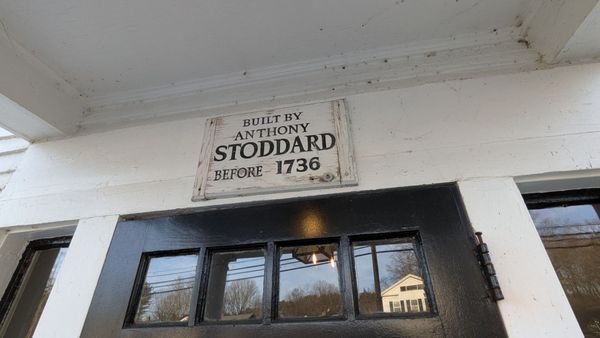 BUILT BY
ANTHONY
STODDARD
BEFORE 1736